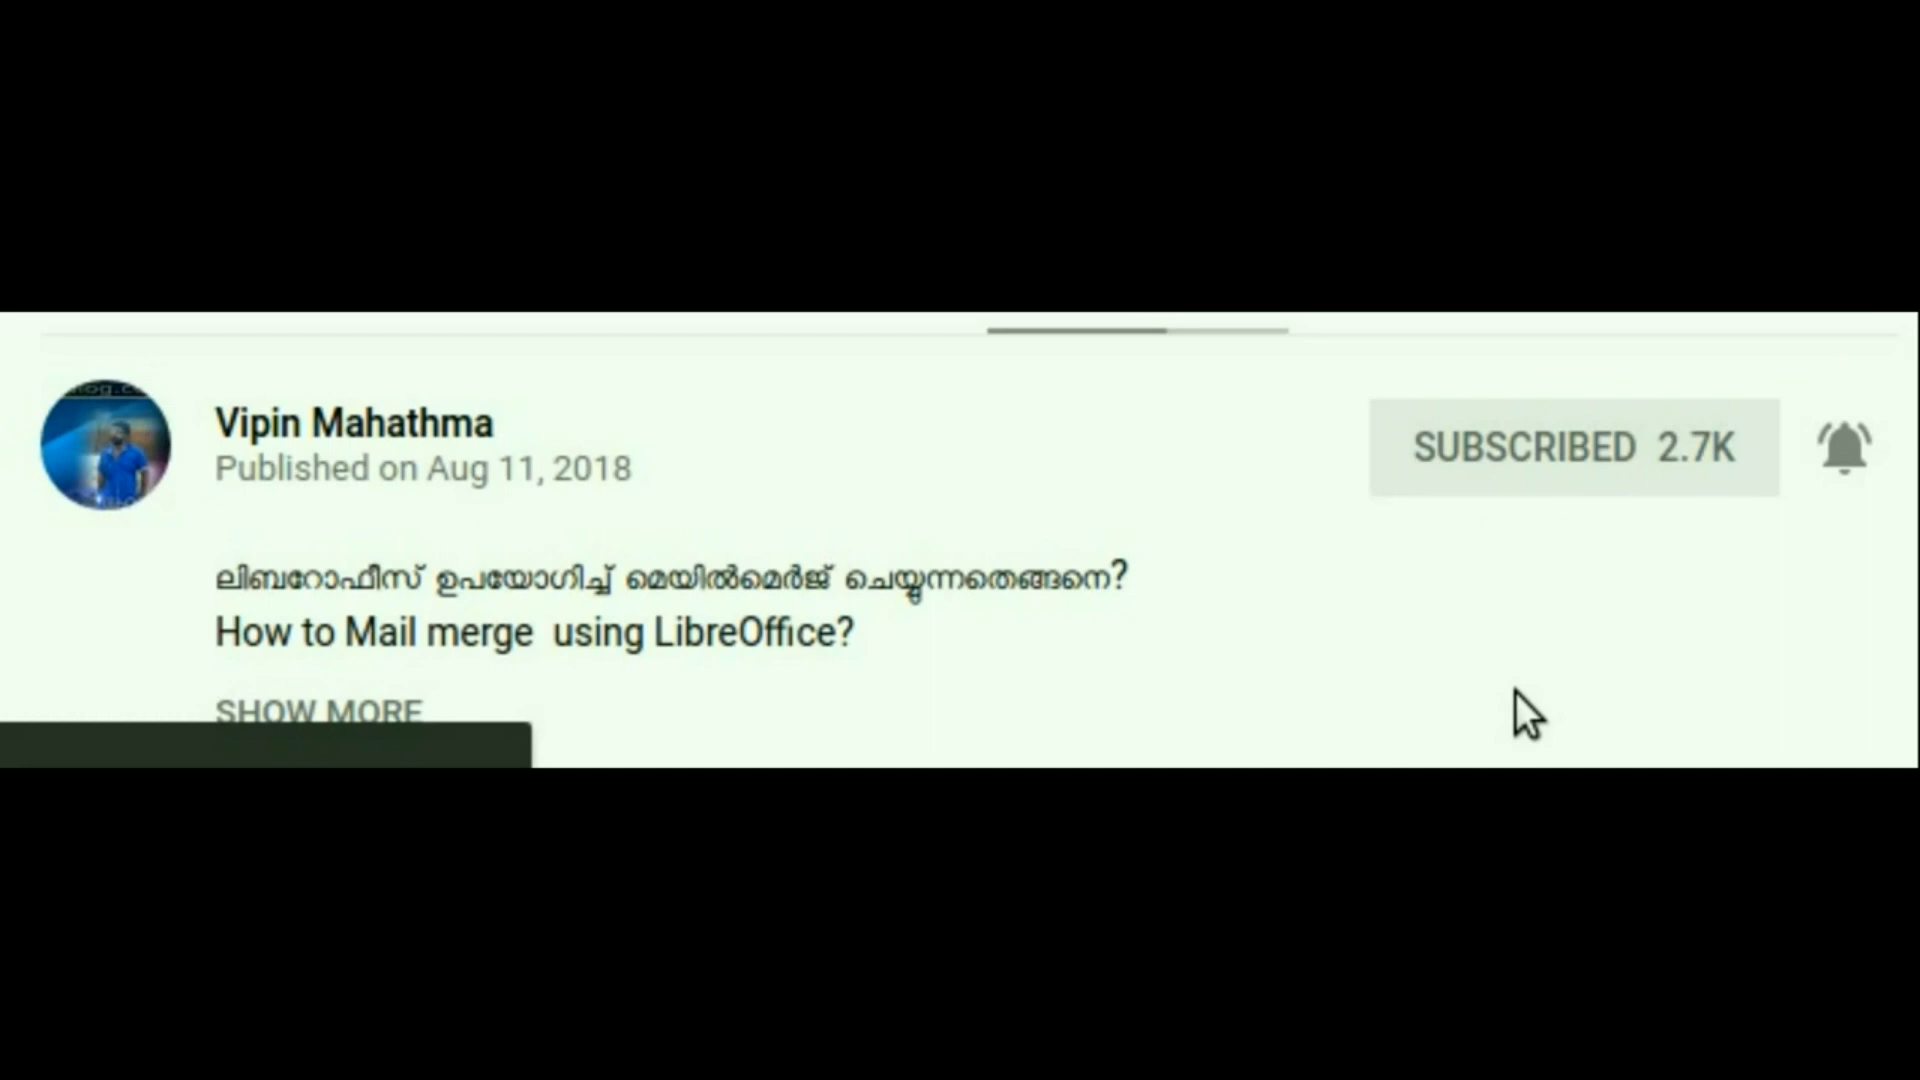 Vipin Mahathma
Published on Aug 11, 2018
SUBSCRIBED 2.7K
ലിബറോഫീസ് ഉപയോഗിച്ച് മെയിൽമെർജ് ചെയ്യുന്നതെങ്ങനെ?
How to Mail merge  using LibreOffice?
SHOW MORE